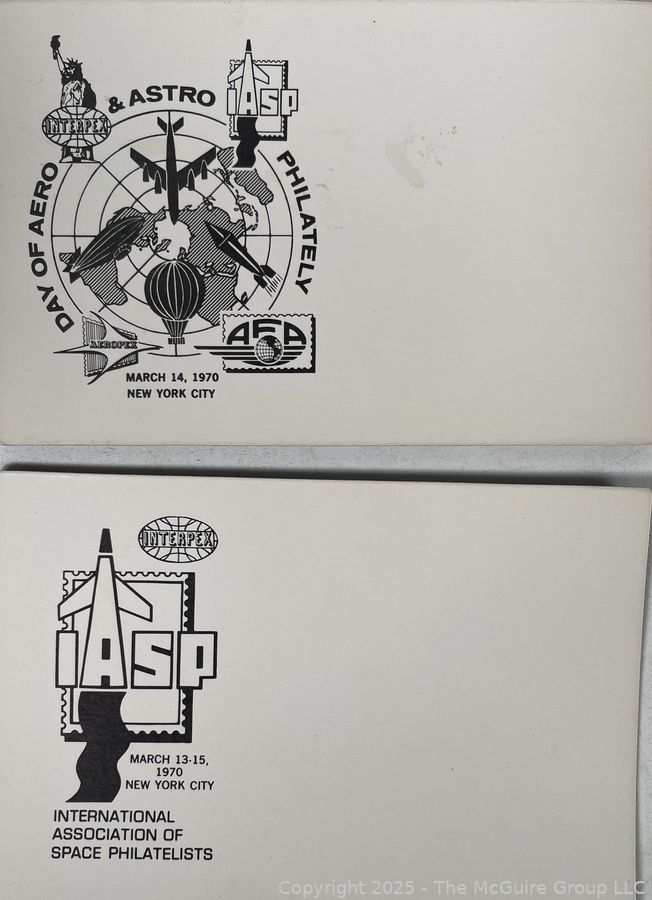 & ASTRO
INTERPEX
IASP
DAY OF AERO
PHILATELY
AEROPEX
AFA
MARCH 14, 1970
NEW YORK CITY
INTERPEX
IASP
MARCH 13-15,
1970
NEW YORK CITY
INTERNATIONAL
ASSOCIATION OF
SPACE PHILATELISTS
Copyright 2025 - The McGuire Group LLC